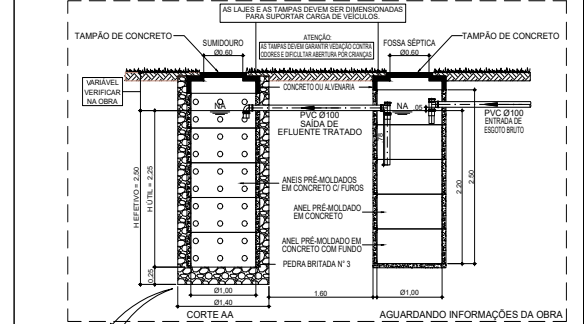 AS LAJES E AS TAMPAS DEVEM SER DIMENSIONADAS
PARA SUPORTAR CARGA DE VEICULOS.
TAMPÃO DE CONCRETO
SUMIDOURO
Ø0.60
ATENÇÃO:
AS TAMPAS DEVEM GARANTIR VEDAÇÃO CONTRA
ODORES E DIFICULTAR ABERTURA POR CRIANÇAS
FOSSA SÉPTICA
Ø0.60
TAMPÃO DE CONCRETO
VARIÁVEL
VERIFICAR
NA OBRA
CONCRETO OU ALVENARIA
NA
NA
.05
PVC Ø100
SAÍDA DE
EFLUENTE TRATADO
PVC Ø100
ENTRADA DE
ESGOTO BRUTO
.78
H EFETIVO = 2,50
H ÚTIL = 2,25
ANEIS PRÉ-MOLDADOS
EM CONCRETO C/ FUROS
ANEL PRÉ-MOLDADO
EM CONCRETO
ANEL PRÉ-MOLDADO EM
CONCRETO COM FUNDO
PEDRA BRITADA N° 3
2.20
2.50
0.25
Ø1,00
Ø1,40
1.60
Ø1,00
CORTE AA
AGUARDANDO INFORMAÇÕES DA OBRA